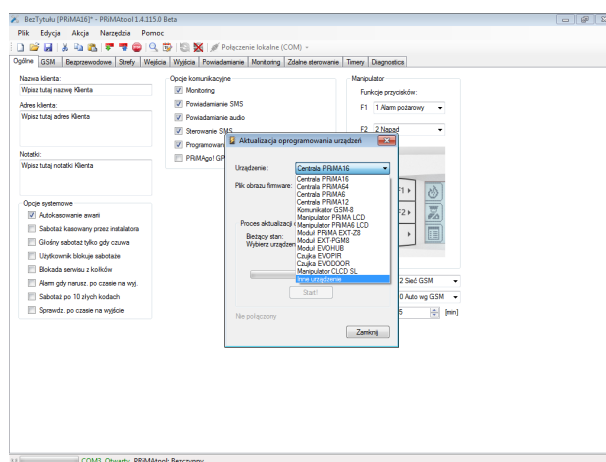 BezTytułu [PRiMA16]* - PRiMAtool 1.4.115.0 Beta
Plik Edycja Akcja Narzędzia Pomoc
Połączenie lokalne (COM)
Ogólne GSM Bezprzewodowe Strefy Wejścia Wyjścia Powiadamianie Monitoring Zdalne sterowanie Timery Diagnostics
Nazwa klienta:
Wpisz tutaj nazwę Klienta
Adres klienta:
Wpisz tutaj adres Klienta
Notatki:
Wpisz tutaj notatki Klienta
Opcje systemowe
Autokasowanie awarii
Sabotaż kasowany przez instalatora
Głośny sabotaż tylko gdy czuwa
Użytkownik blokuje sabotaże
Blokada serwisu z kołków
Alarm gdy narusz. po czasie na wyj.
Sabotaż po 10 złych kodach
Sprawdz. po czasie na wyjście
Opcje komunikacyjne
Monitoring
Powiadamianie SMS
Powiadamianie audio
Sterowanie SMS
Programowan
PRiMAgo! GP
Manipulator
Funkcje przycisków:
F1 1 Alarm pożarowy
F2 2 Napad
F1
F2
2 Sieć GSM
0 Auto wg GSM
5 [min]
Aktualizacja oprogramowania urządzeń
Urządzenie: Centrala PRiMA16
Plik obrazu firmware:
Centrala PRiMA16
Centrala PRiMA64
Centrala PRiMA6
Centrala PRiMA12
Komunikator GSM-8
Manipulator PRiMA LCD
Manipulator PRiMA6 LCD
Moduł PRiMA EXT-Z8
Moduł EXT-PGM8
Moduł EVOHUB
Czujka EVOPIR
Czujka EVODOOR
Manipulator CLCD SL
Inne urządzenie
Proces aktualizacji
Bieżący stan:
Wybierz urządzen
Start!
Nie połączony
Zamknij
COM3 Otwarty PRiMAtool: Bezczynny